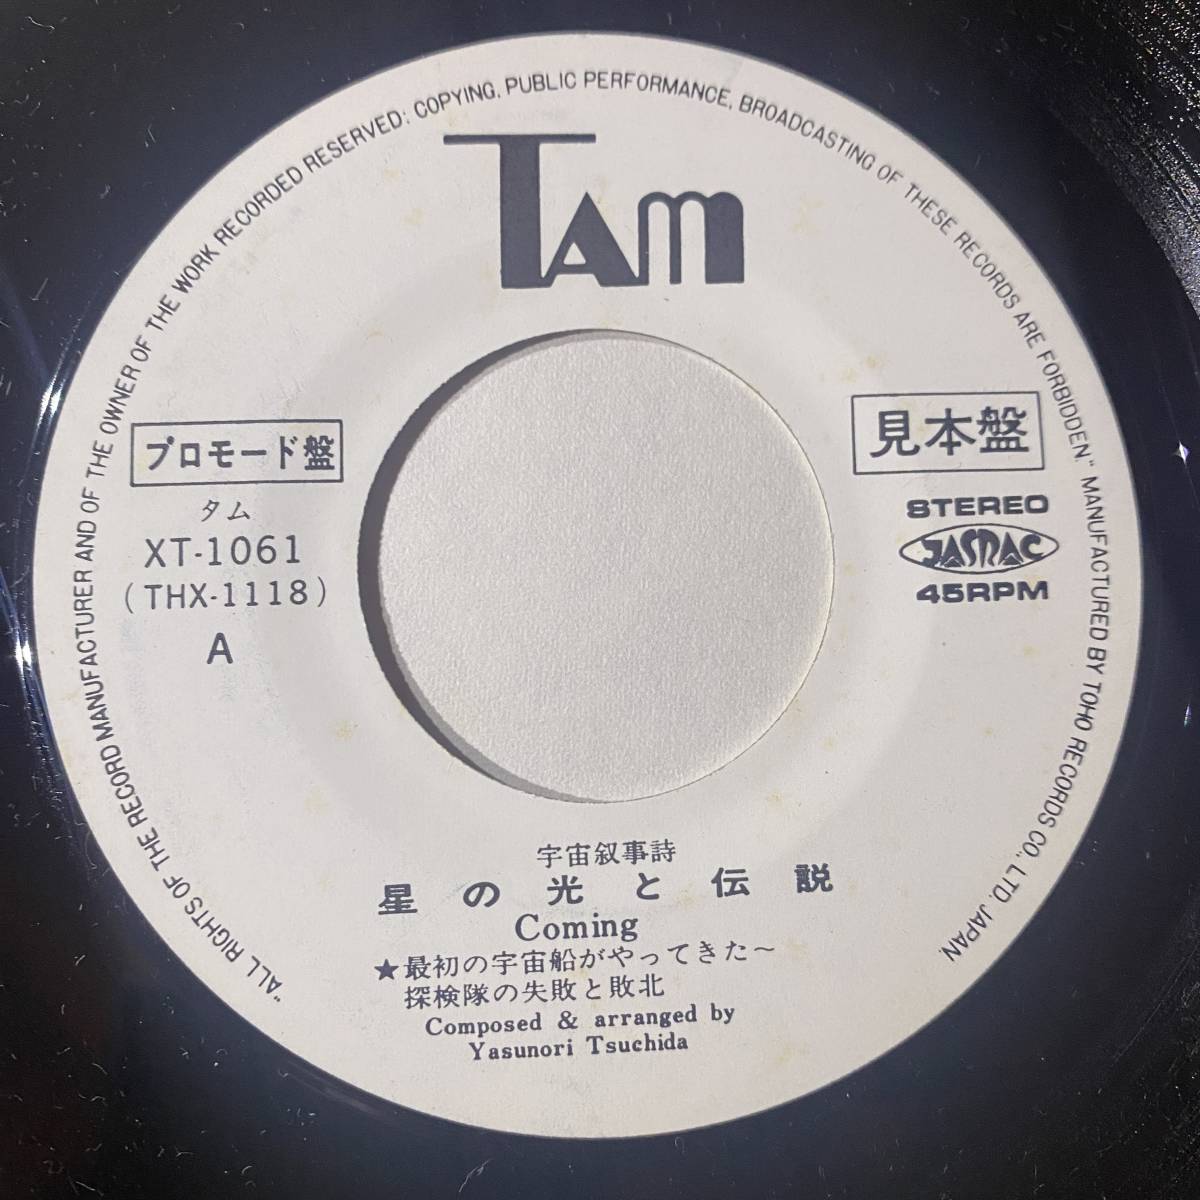 "ALL RIGHTS OF THE RECORD MANUFACTURER AND OF THE OWNER OF THE WORK RECORDED RESERVED: COPYING, PUBLIC PERFORMANCE, BROADCASTING OF THESE RECORDS ARE FORBIDDEN." MANUFACTURED BY TOHO RECORDS CO., LTD. JAPAN.
TAM
プロモード盤
タム
XT-1061
(THX-1118)
A
見本盤
STEREO
JASRAC
45RPM
宇宙叙事詩
星の光と伝説
Coming
★最初の宇宙船がやってきた~
探検隊の失敗と敗北
Composed & arranged by
Yasunori Tsuchida